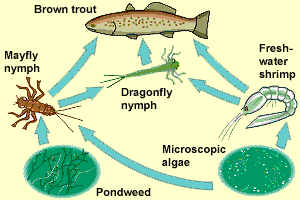 Brown trout
Mayfly
nymph
Fresh-
water
shrimp
Dragonfly
nymph
Microscopic
algae
Pondweed